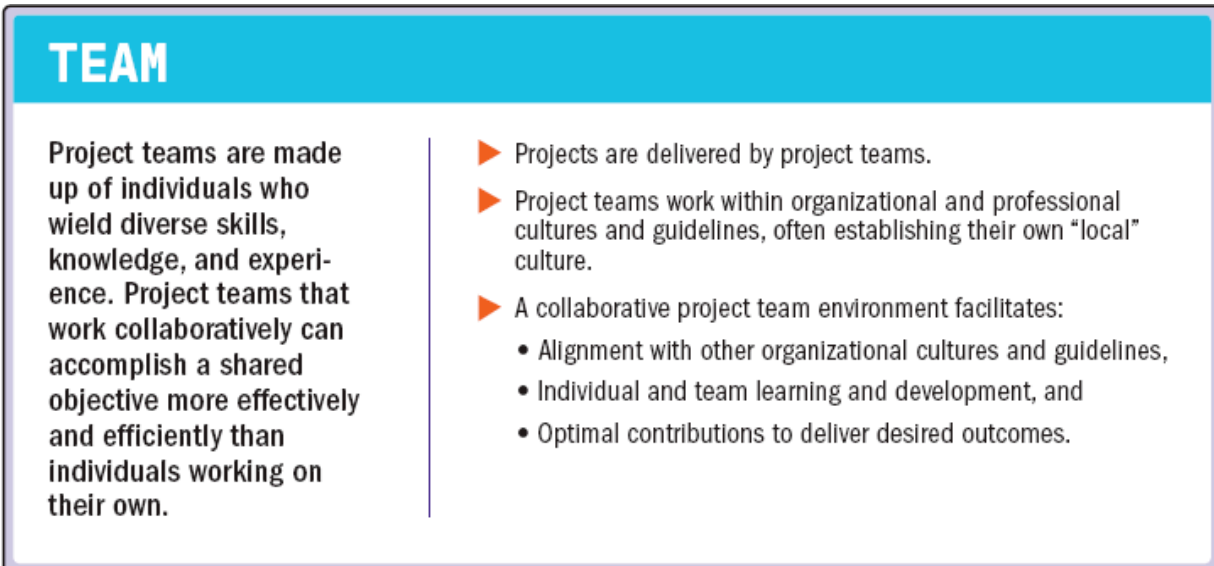 TEAM
Project teams are made
up of individuals who
wield diverse skills,
knowledge, and experi-
ence. Project teams that
work collaboratively can
accomplish a shared
objective more effectively
and efficiently than
individuals working on
their own.
▶ Projects are delivered by project teams.
▶ Project teams work within organizational and professional
cultures and guidelines, often establishing their own “local”
culture.
▶ A collaborative project team environment facilitates:
• Alignment with other organizational cultures and guidelines,
• Individual and team learning and development, and
• Optimal contributions to deliver desired outcomes.